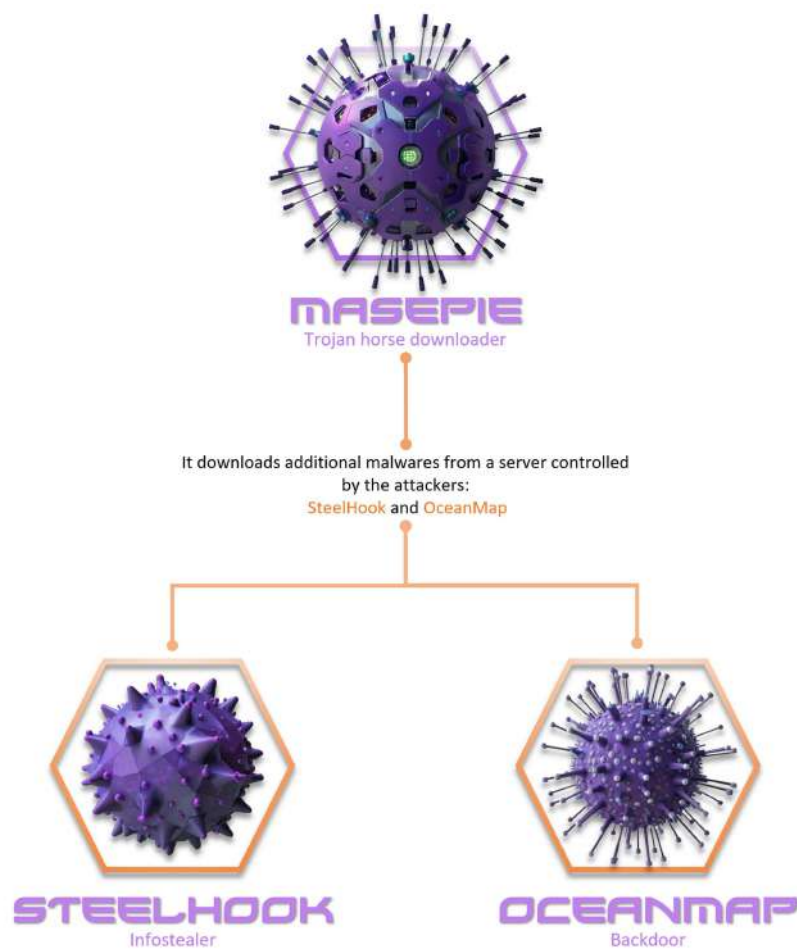 MASEPIE
Trojan horse downloader
It downloads additional malwares from a server controlled
by the attackers:
SteelHook and OceanMap
STEELHOOK
Infostealer
OCEANMAP
Backdoor